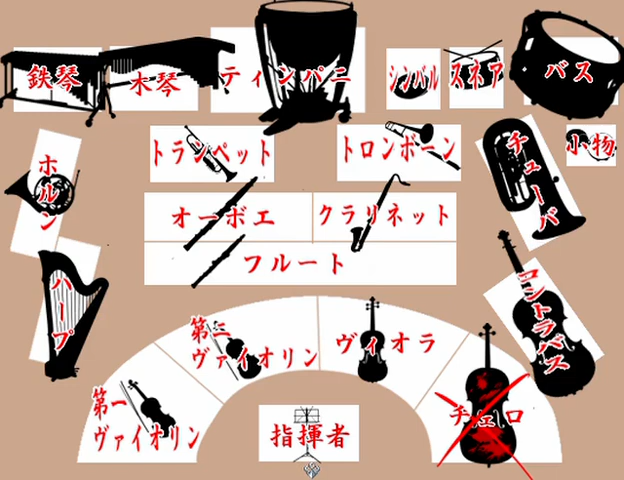 鉄琴
木琴
ティンパニ
シンバル
スネア
バス
小物
ホルン
トランペット
トロンボーン
チューバ
オーボエ
クラリネット
フルート
ハープ
コントラバス
第一
ヴァイオリン
第二
ヴァイオリン
ヴィオラ
チェロ
指揮者